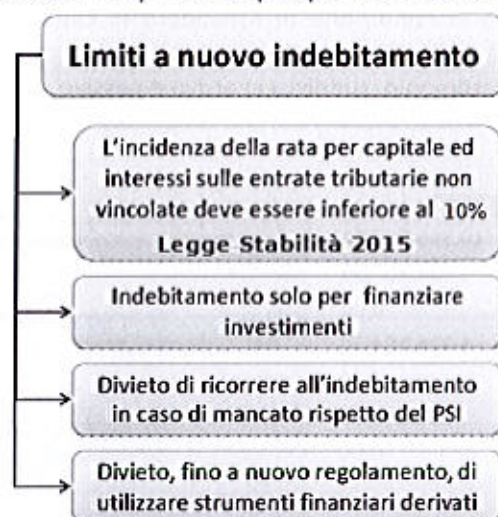 Limiti a nuovo indebitamento
L'incidenza della rata per capitale ed
interessi sulle entrate tributarie non
vincolate deve essere inferiore al 10%
Legge Stabilità 2015
Indebitamento solo per finanziare
investimenti
Divieto di ricorrere all'indebitamento
in caso di mancato rispetto del PSI
Divieto, fino a nuovo regolamento, di
utilizzare strumenti finanziari derivati